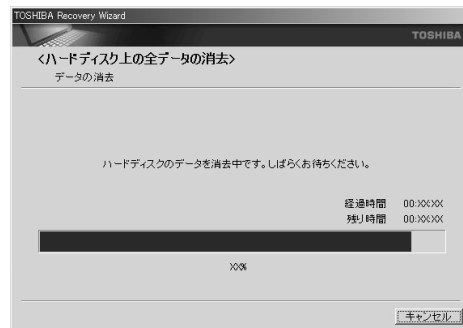 TOSHIBA Recovery Wizard
TOSHIBA
<ハードディスク上の全データの消去>
データの消去
ハードディスクのデータを消去中です。しばらくお待ちください。
経過時間 00:XX:XX
残り時間 00:XX:XX
XX%
キャンセル